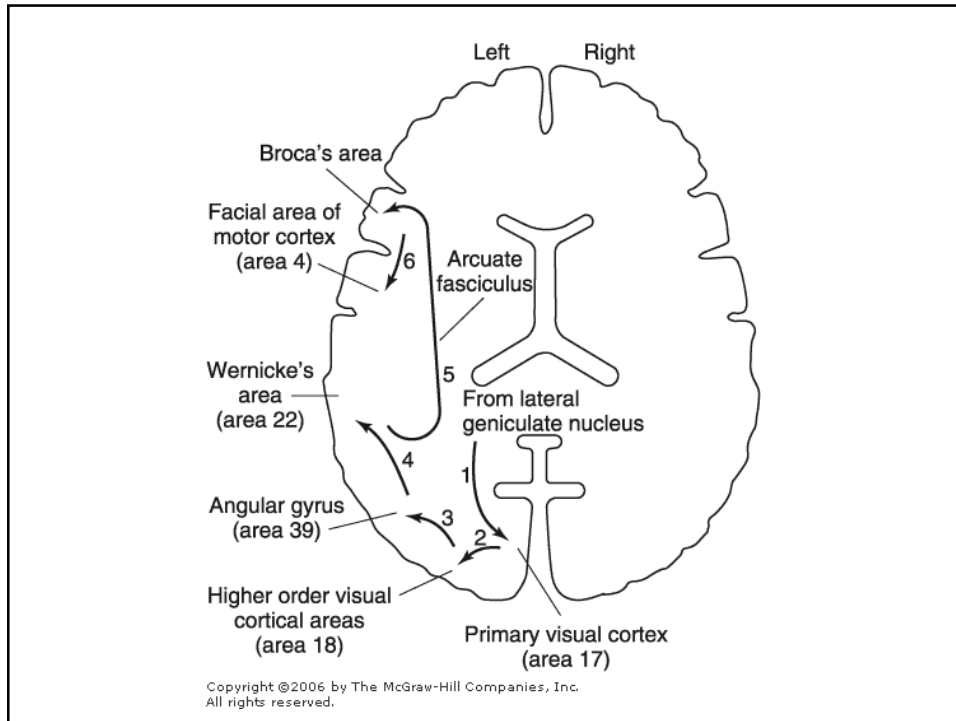 Left Right
Broca's area
Facial area of
motor cortex
(area 4)
6
Arcuate
fasciculus
Wernicke's
area
(area 22)
5
From lateral
geniculate nucleus
4
1
Angular gyrus
(area 39)
3
2
Higher order visual
cortical areas
(area 18)
Primary visual cortex
(area 17)
Copyright ©2006 by The McGraw-Hill Companies, Inc.
All rights reserved.